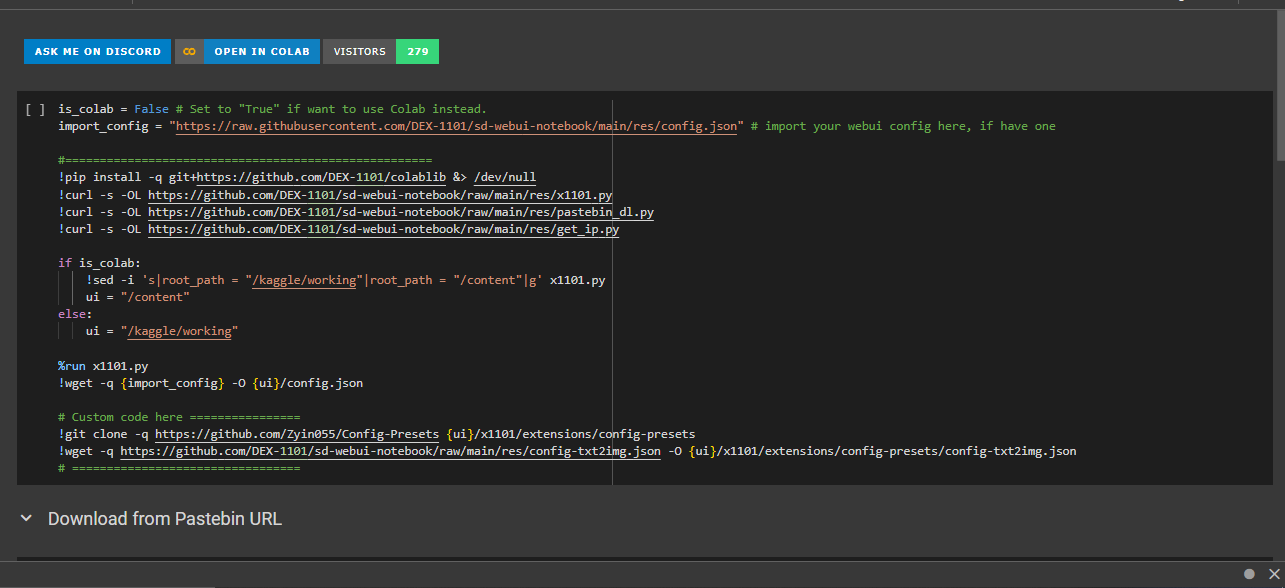 ASK ME ON DISCORD OPEN IN COLAB VISITORS 279
[ ] is_colab = False # Set to "True" if want to use Colab instead.
import_config = "https://raw.githubusercontent.com/DEX-1101/sd-webui-notebook/main/res/config.json" # import your webui config here, if have one
#=====================================================
!pip install -q git+https://github.com/DEX-1101/colablib &> /dev/null
!curl -s -OL https://github.com/DEX-1101/sd-webui-notebook/raw/main/res/x1101.py
!curl -s -OL https://github.com/DEX-1101/sd-webui-notebook/raw/main/res/pastebin_dl.py
!curl -s -OL https://github.com/DEX-1101/sd-webui-notebook/raw/main/res/get_ip.py
if is_colab:
!sed -i 's|root_path = "/kaggle/working"|root_path = "/content"|g' x1101.py
ui = "/content"
else:
ui = "/kaggle/working"
%run x1101.py
!wget -q {import_config} -O {ui}/config.json
# Custom code here ================
!git clone -q https://github.com/Zyin055/Config-Presets {ui}/x1101/extensions/config-presets
!wget -q https://github.com/DEX-1101/sd-webui-notebook/raw/main/res/config-txt2img.json -O {ui}/x1101/extensions/config-presets/config-txt2img.json
# =================================
Download from Pastebin URL